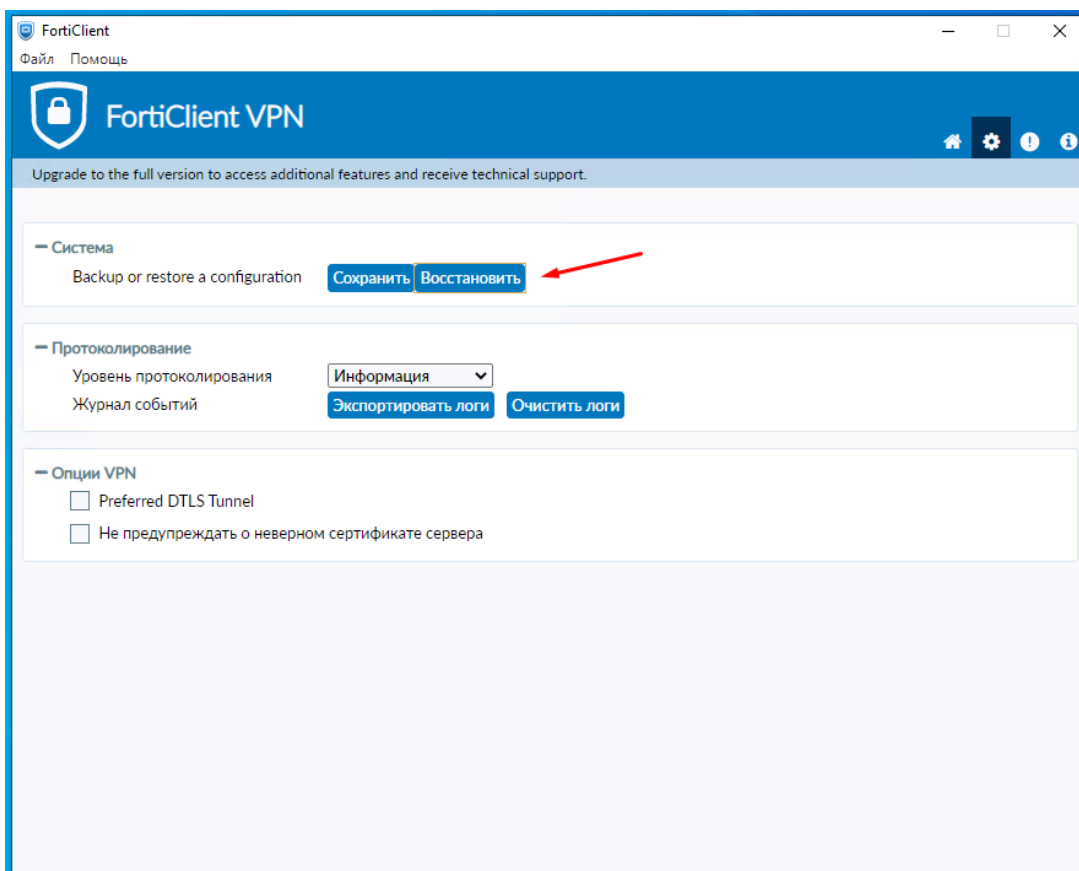 FortiClient
Файл Помощь
FortiClient VPN
Upgrade to the full version to access additional features and receive technical support.
Система
Backup or restore a configuration Сохранить Восстановить
Протоколирование
Уровень протоколирования Информация
Журнал событий Экспортировать логи Очистить логи
Опции VPN
Preferred DTLS Tunnel
Не предупреждать о неверном сертификате сервера